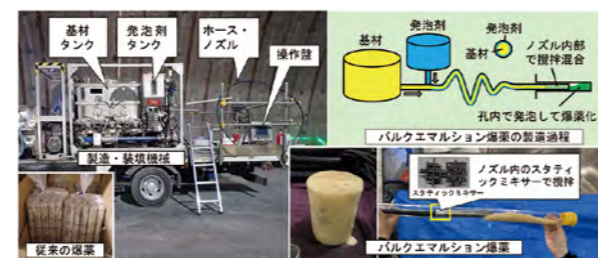 基材
タンク
発泡剤
タンク
ホース・
ノズル
操作盤
製造・装填機械
従来の爆薬
発泡剤
基材
発泡剤
基材
ノズル内部
で撹拌混合
孔内で発泡して爆薬化
バルクエマルション爆薬の製造過程
ノズル内のスタティ
ックミキサーで撹拌
スタティックミキサー
バルクエマルション爆薬